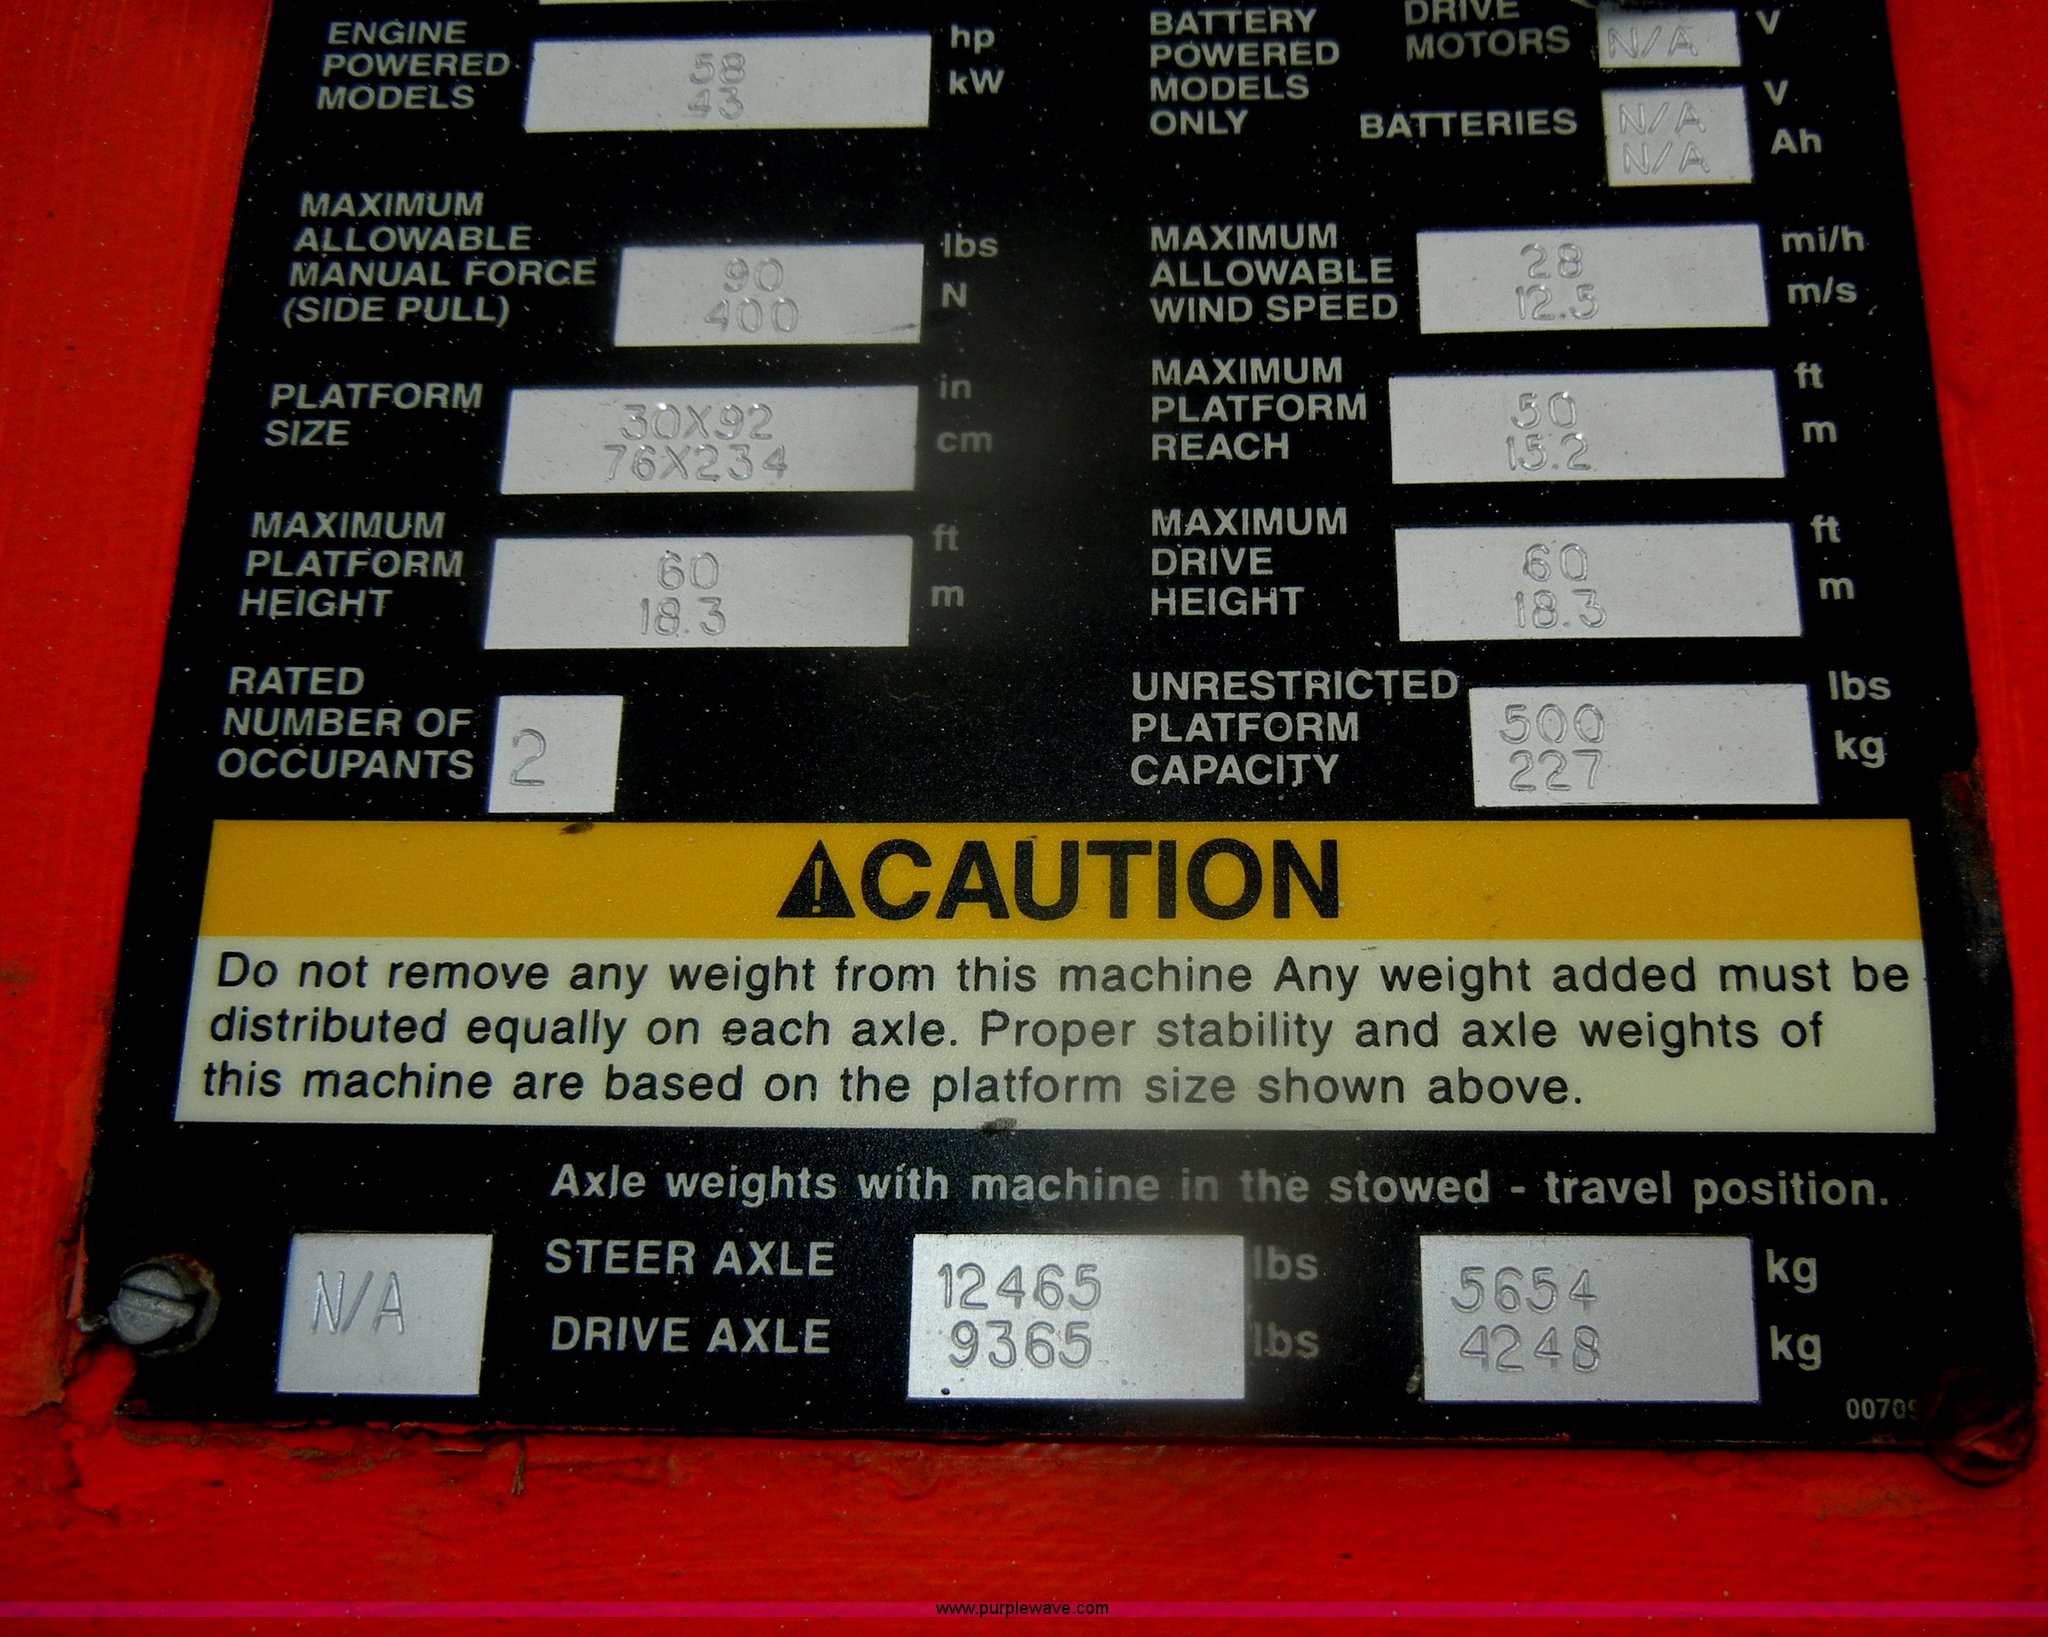 ENGINE
POWERED
MODELS
58
43
hp
kW
BATTERY
POWERED
MODELS
ONLY
DRIVE
MOTORS
N/A
V
BATTERIES
N/A
N/A
V
Ah
MAXIMUM
ALLOWABLE
MANUAL FORCE
(SIDE PULL)
90
400
lbs
N
MAXIMUM
ALLOWABLE
WIND SPEED
28
12.5
mi/h
m/s
PLATFORM
SIZE
30X92
76X234
in
cm
MAXIMUM
PLATFORM
REACH
50
15.2
ft
m
MAXIMUM
PLATFORM
HEIGHT
60
18.3
ft
m
MAXIMUM
DRIVE
HEIGHT
60
18.3
ft
m
RATED
NUMBER OF
OCCUPANTS
2
UNRESTRICTED
PLATFORM
CAPACITY
500
227
lbs
kg
CAUTION
Do not remove any weight from this machine Any weight added must be
distributed equally on each axle. Proper stability and axle weights of
this machine are based on the platform size shown above.
Axle weights with machine in the stowed - travel position.
N/A
STEER AXLE 12465 lbs 5654 kg
DRIVE AXLE 9365 lbs 4248 kg
www.purplewave.com